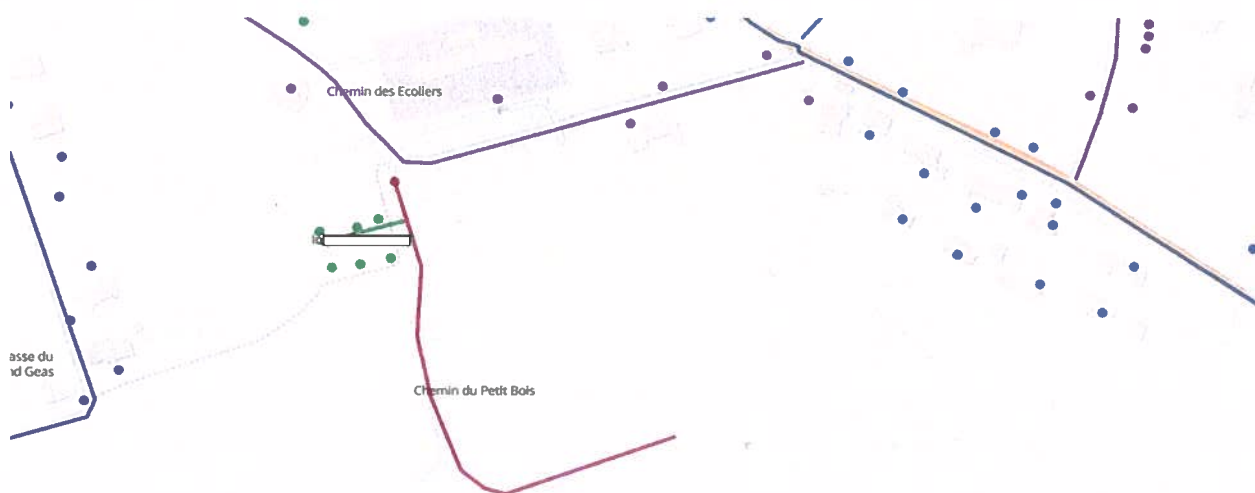 Chemin des Ecoliers
asse du
nd Geas
Chemin du Petit Bois